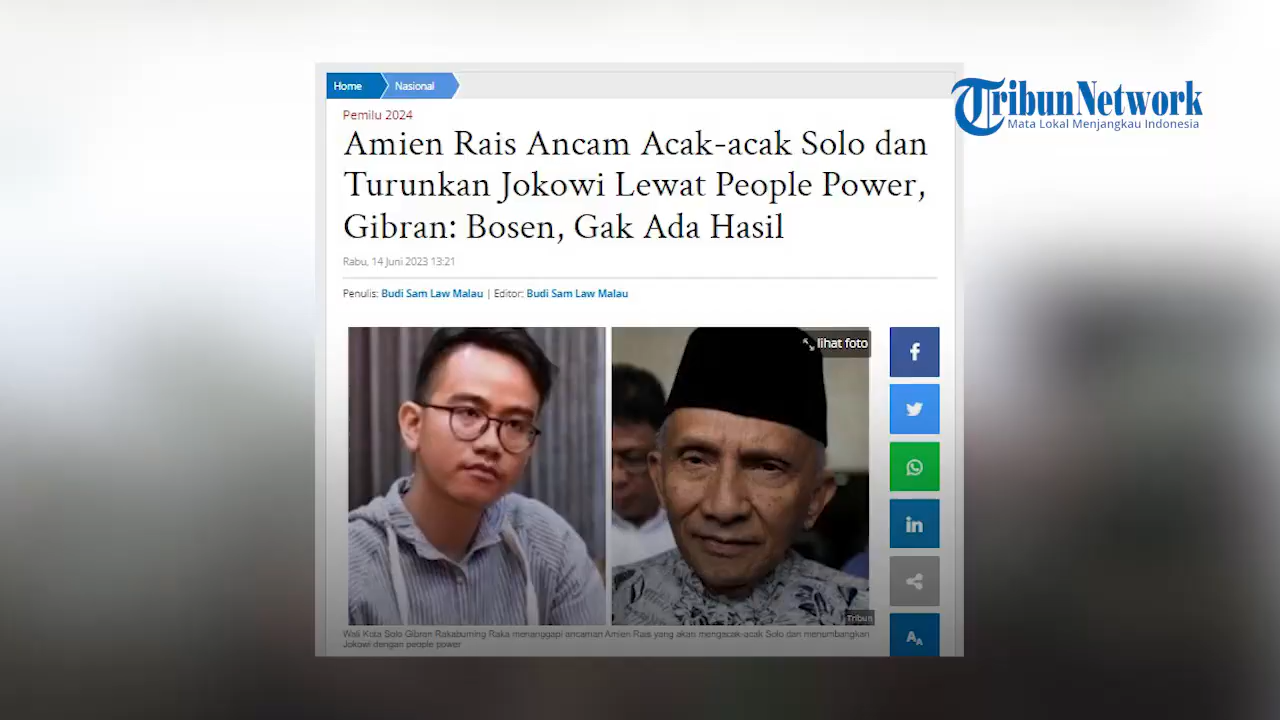 TribunNetwork
Mata Lokal Menjangkau Indonesia
Home Nasional
Pemilu 2024
Amien Rais Ancam Acak-acak Solo dan
Turunkan Jokowi Lewat People Power,
Gibran: Bosen, Gak Ada Hasil
Rabu, 14 Juni 2023 13:21
Penulis: Budi Sam Law Malau | Editor: Budi Sam Law Malau
lihat foto
Tribun
Wali Kota Solo Gibran Rakabuming Raka menanggapi ancaman Amien Rais yang akan mengacak-acak Solo dan menumbangkan
Jokowi dengan people power
AA